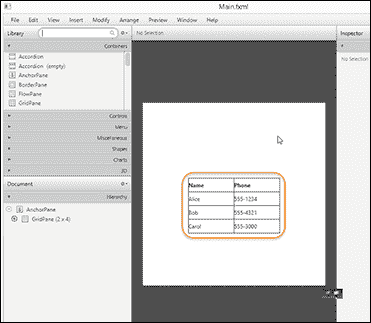 Main.fxml
File Edit View Insert Modify Arrange Preview Window Help
Library
No Selection
Inspector
Containers
No Selection
Accordion
Accordion (empty)
AnchorPane
BorderPane
FlowPane
GridPane
Controls
Menu
Miscellaneous
Shapes
Charts
3D
Document
Hierarchy
AnchorPane
GridPane (2 x 4)
Name Phone
Alice 555-1234
Bob 555-4321
Carol 555-3000